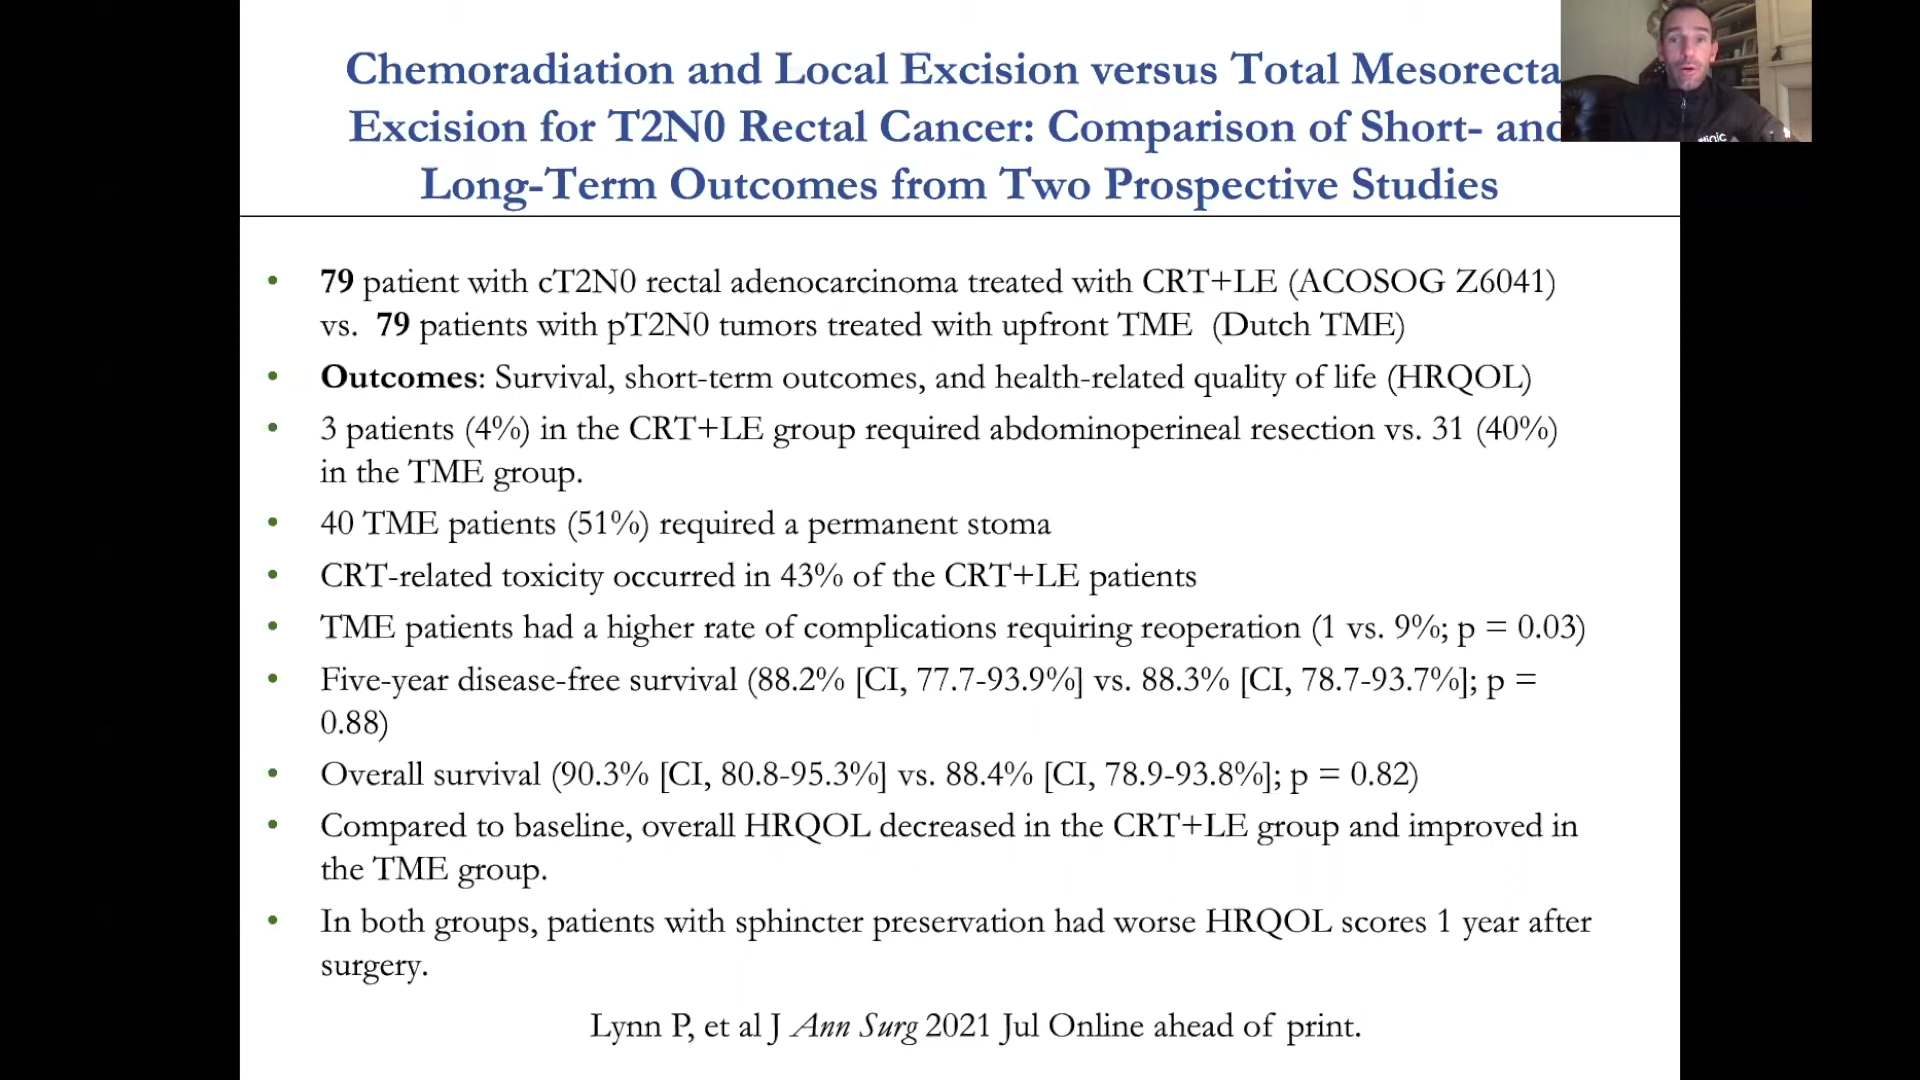 Chemoradiation and Local Excision versus Total Mesorecta
Excision for T2N0 Rectal Cancer: Comparison of Short- and
Long-Term Outcomes from Two Prospective Studies
• 79 patient with cT2N0 rectal adenocarcinoma treated with CRT+LE (ACOSOG Z6041)
vs. 79 patients with pT2N0 tumors treated with upfront TME (Dutch TME)
• Outcomes: Survival, short-term outcomes, and health-related quality of life (HRQOL)
• 3 patients (4%) in the CRT+LE group required abdominoperineal resection vs. 31 (40%)
in the TME group.
• 40 TME patients (51%) required a permanent stoma
• CRT-related toxicity occurred in 43% of the CRT+LE patients
• TME patients had a higher rate of complications requiring reoperation (1 vs. 9%; p = 0.03)
• Five-year disease-free survival (88.2% [CI, 77.7-93.9%] vs. 88.3% [CI, 78.7-93.7%]; p =
0.88)
• Overall survival (90.3% [CI, 80.8-95.3%] vs. 88.4% [CI, 78.9-93.8%]; p = 0.82)
• Compared to baseline, overall HRQOL decreased in the CRT+LE group and improved in
the TME group.
• In both groups, patients with sphincter preservation had worse HRQOL scores 1 year after
surgery.
Lynn P, et al J Ann Surg 2021 Jul Online ahead of print.